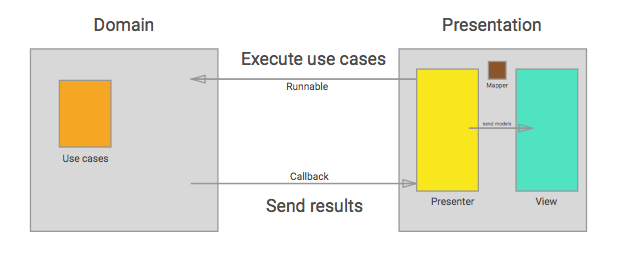 Domain
Presentation
Execute use cases
Runnable
Mapper
send models
Use cases
Callback
Presenter
View
Send results